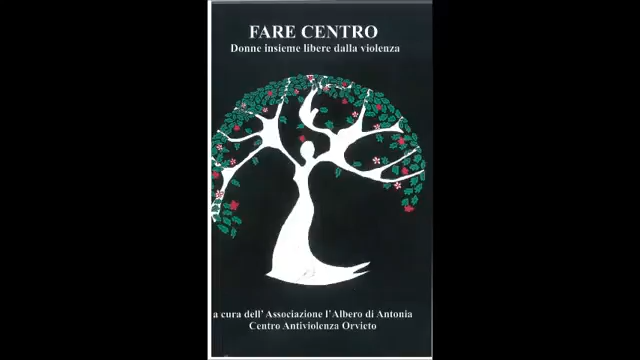 FARE CENTRO
Donne insieme libere dalla violenza
a cura dell' Associazione l'Albero di Antonia
Centro Antiviolenza Orvieto